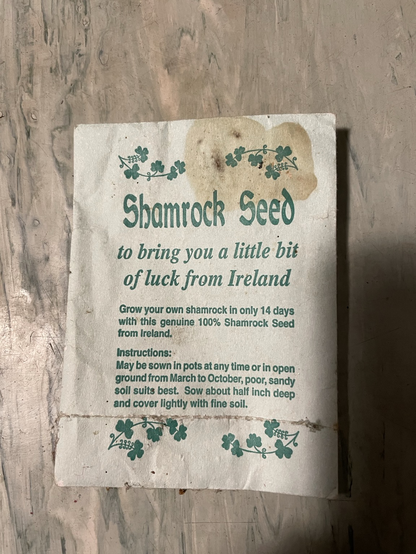 Shamrock Seed
to bring you a little bit
of luck from Ireland
Grow your own shamrock in only 14 days
with this genuine 100% Shamrock Seed
from Ireland.
Instructions:
May be sown in pots at any time or in open
ground from March to October, poor, sandy
soil suits best. Sow about half inch deep
and cover lightly with fine soil.